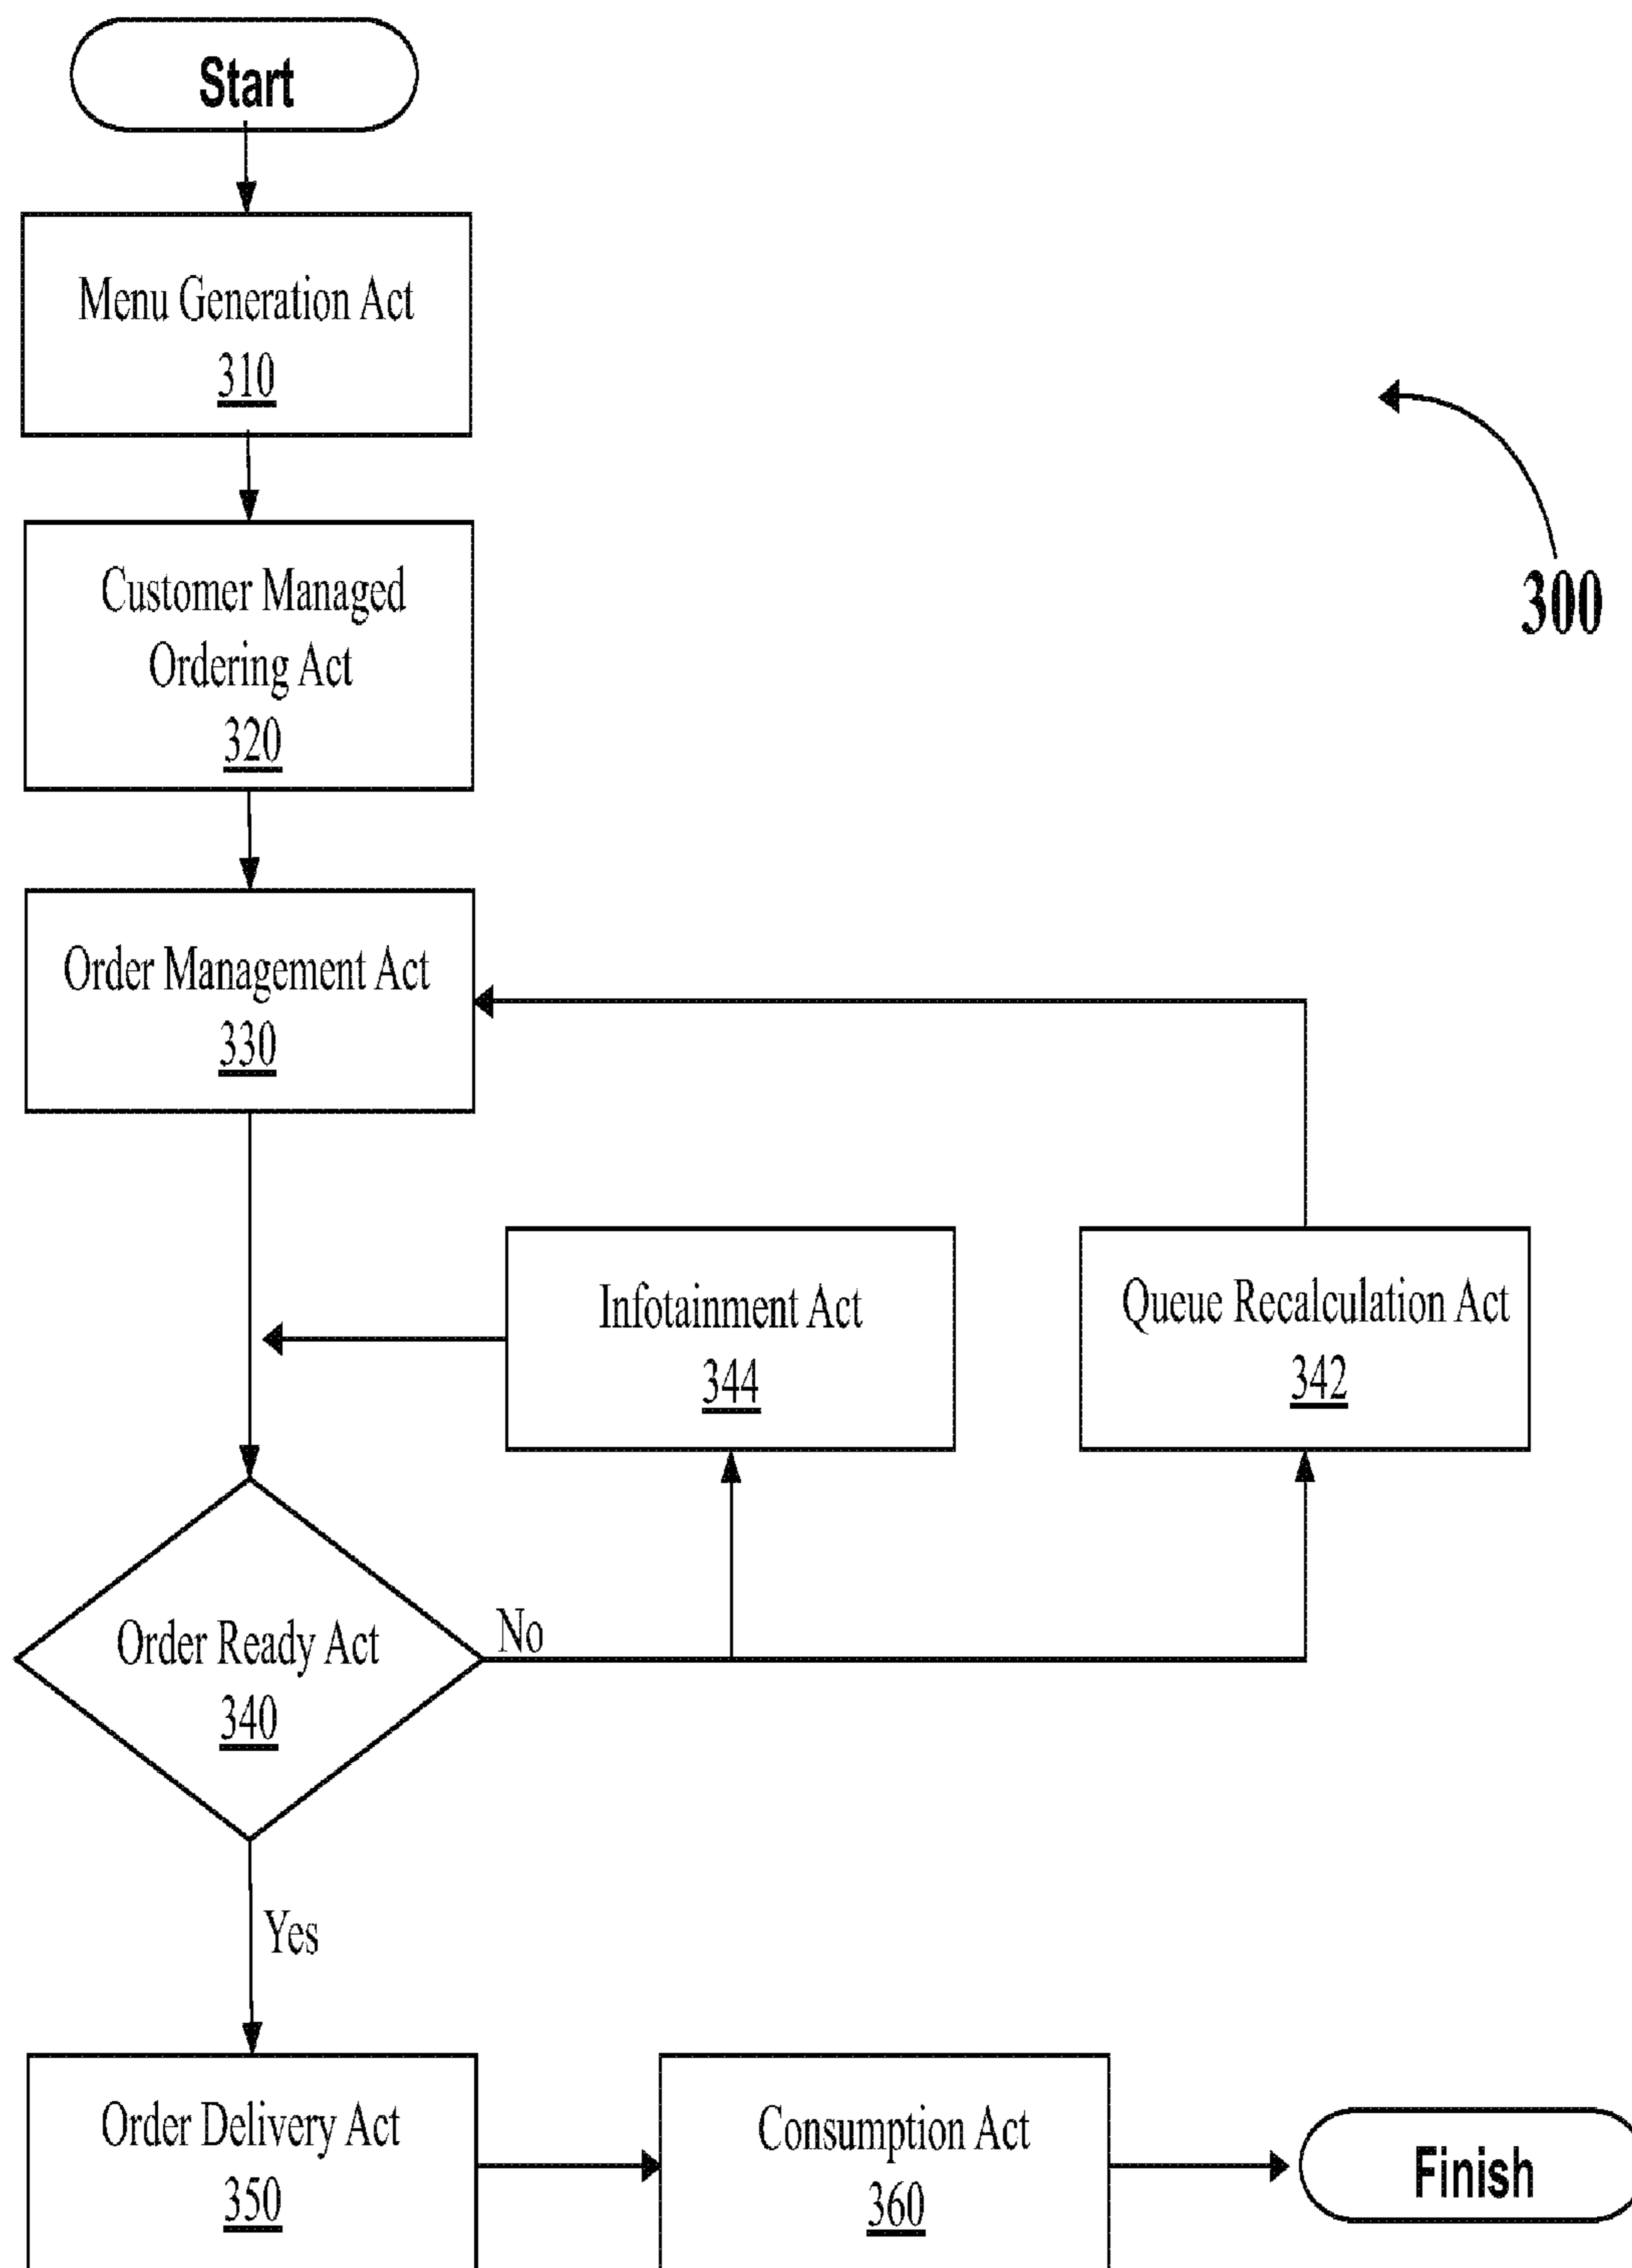 Start
Menu Generation Act
310
Customer Managed
Ordering Act
320
300
Order Management Act
330
Infotainment Act
344
Queue Recalculation Act
342
Order Ready Act
340
No
Yes
Order Delivery Act
350
Consumption Act
360
Finish